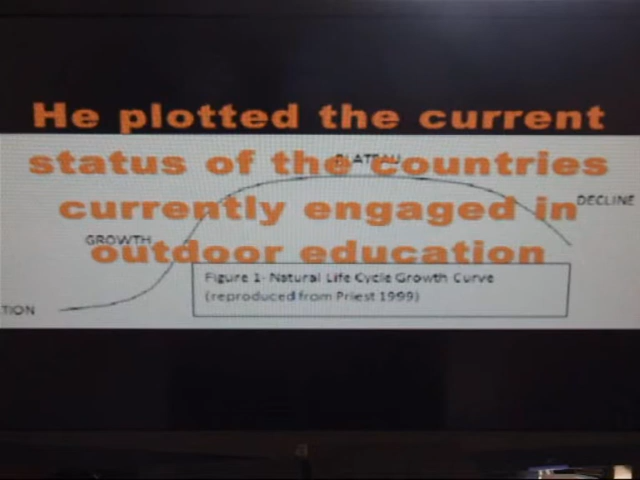 He plotted the current
status of the countries
PLATEAU
currently engaged in
DECLINE
GROWTH
outdoor education
Figure 1- Natural Life Cycle Growth Curve
(reproduced from Priest 1999)
TION